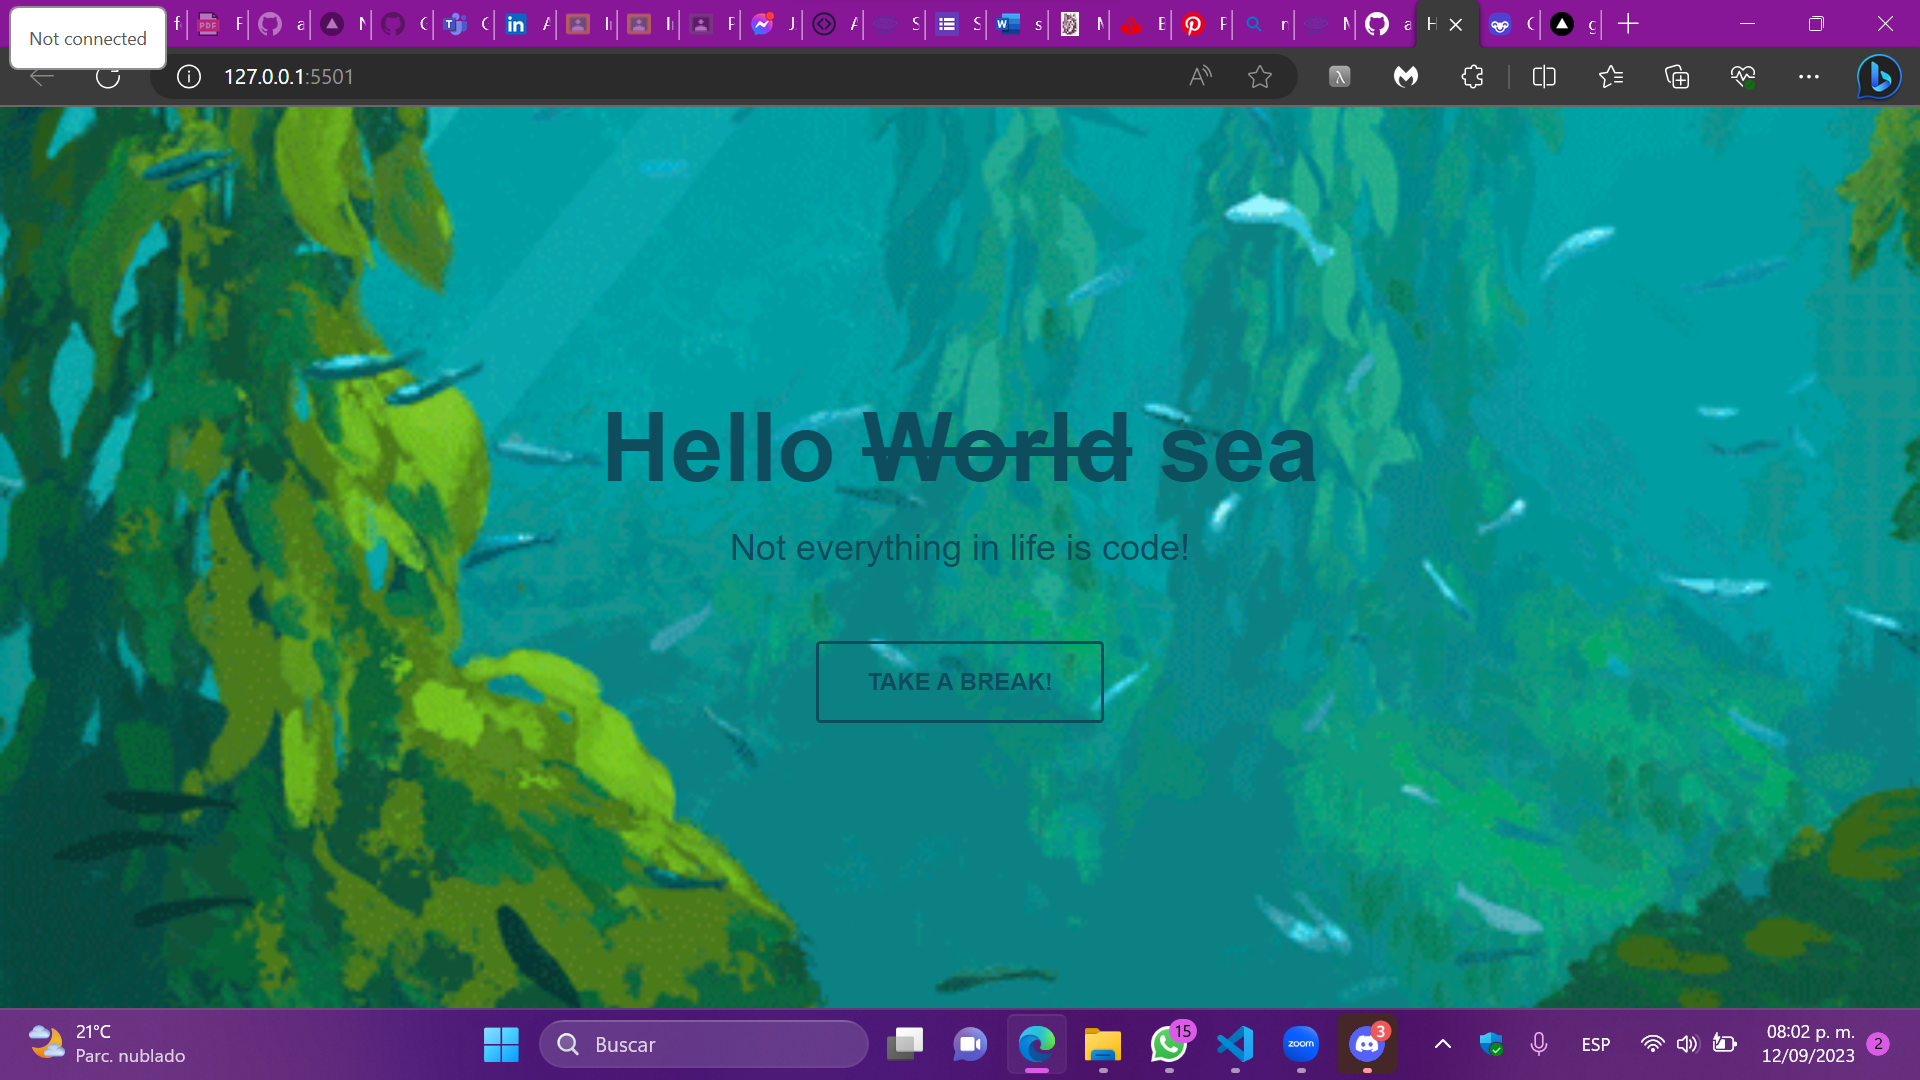 Not connected
127.0.0.1:5501
Hello World sea
Not everything in life is code!
TAKE A BREAK!
21°C
Parc. nublado
Buscar
15
zoom
3
ESP
08:02 p. m.
12/09/2023
2